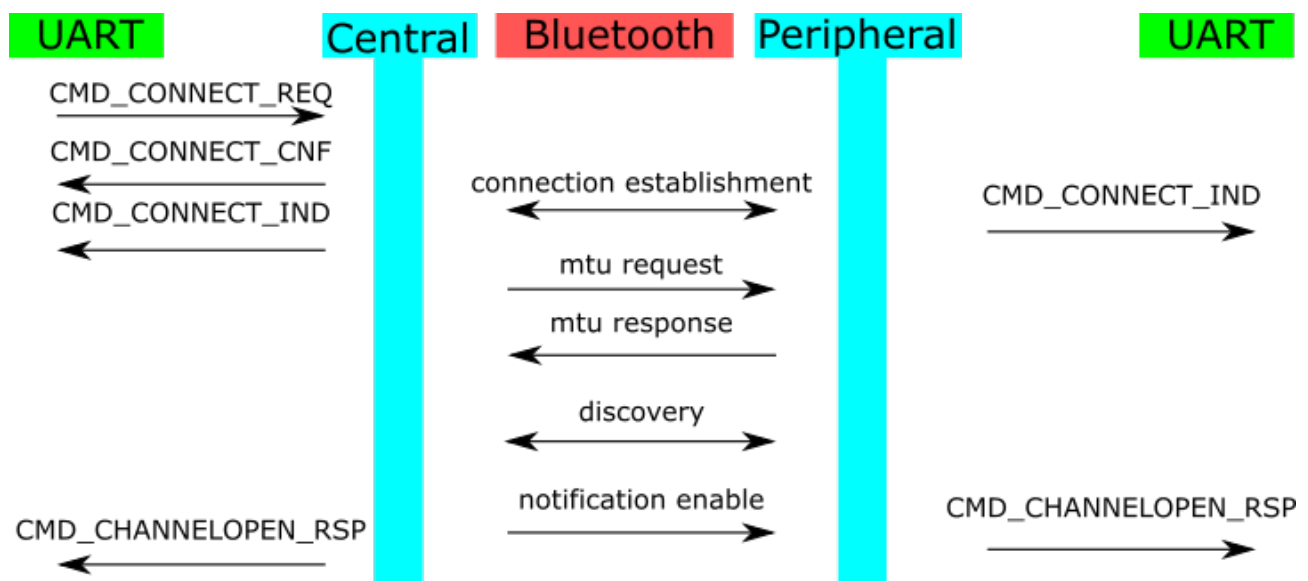 UART Central Bluetooth Peripheral UART
CMD_CONNECT_REQ
CMD_CONNECT_CNF
connection establishment
CMD_CONNECT_IND
CMD_CONNECT_IND
mtu request
mtu response
discovery
notification enable
CMD_CHANNELOPEN_RSP
CMD_CHANNELOPEN_RSP